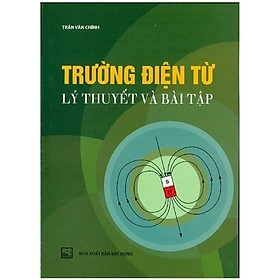 TRẦN VĂN CHÍNH
TRƯỜNG ĐIỆN TỪ
LÝ THUYẾT VÀ BÀI TẬP
NHÀ XUẤT BẢN XÂY DỰNG